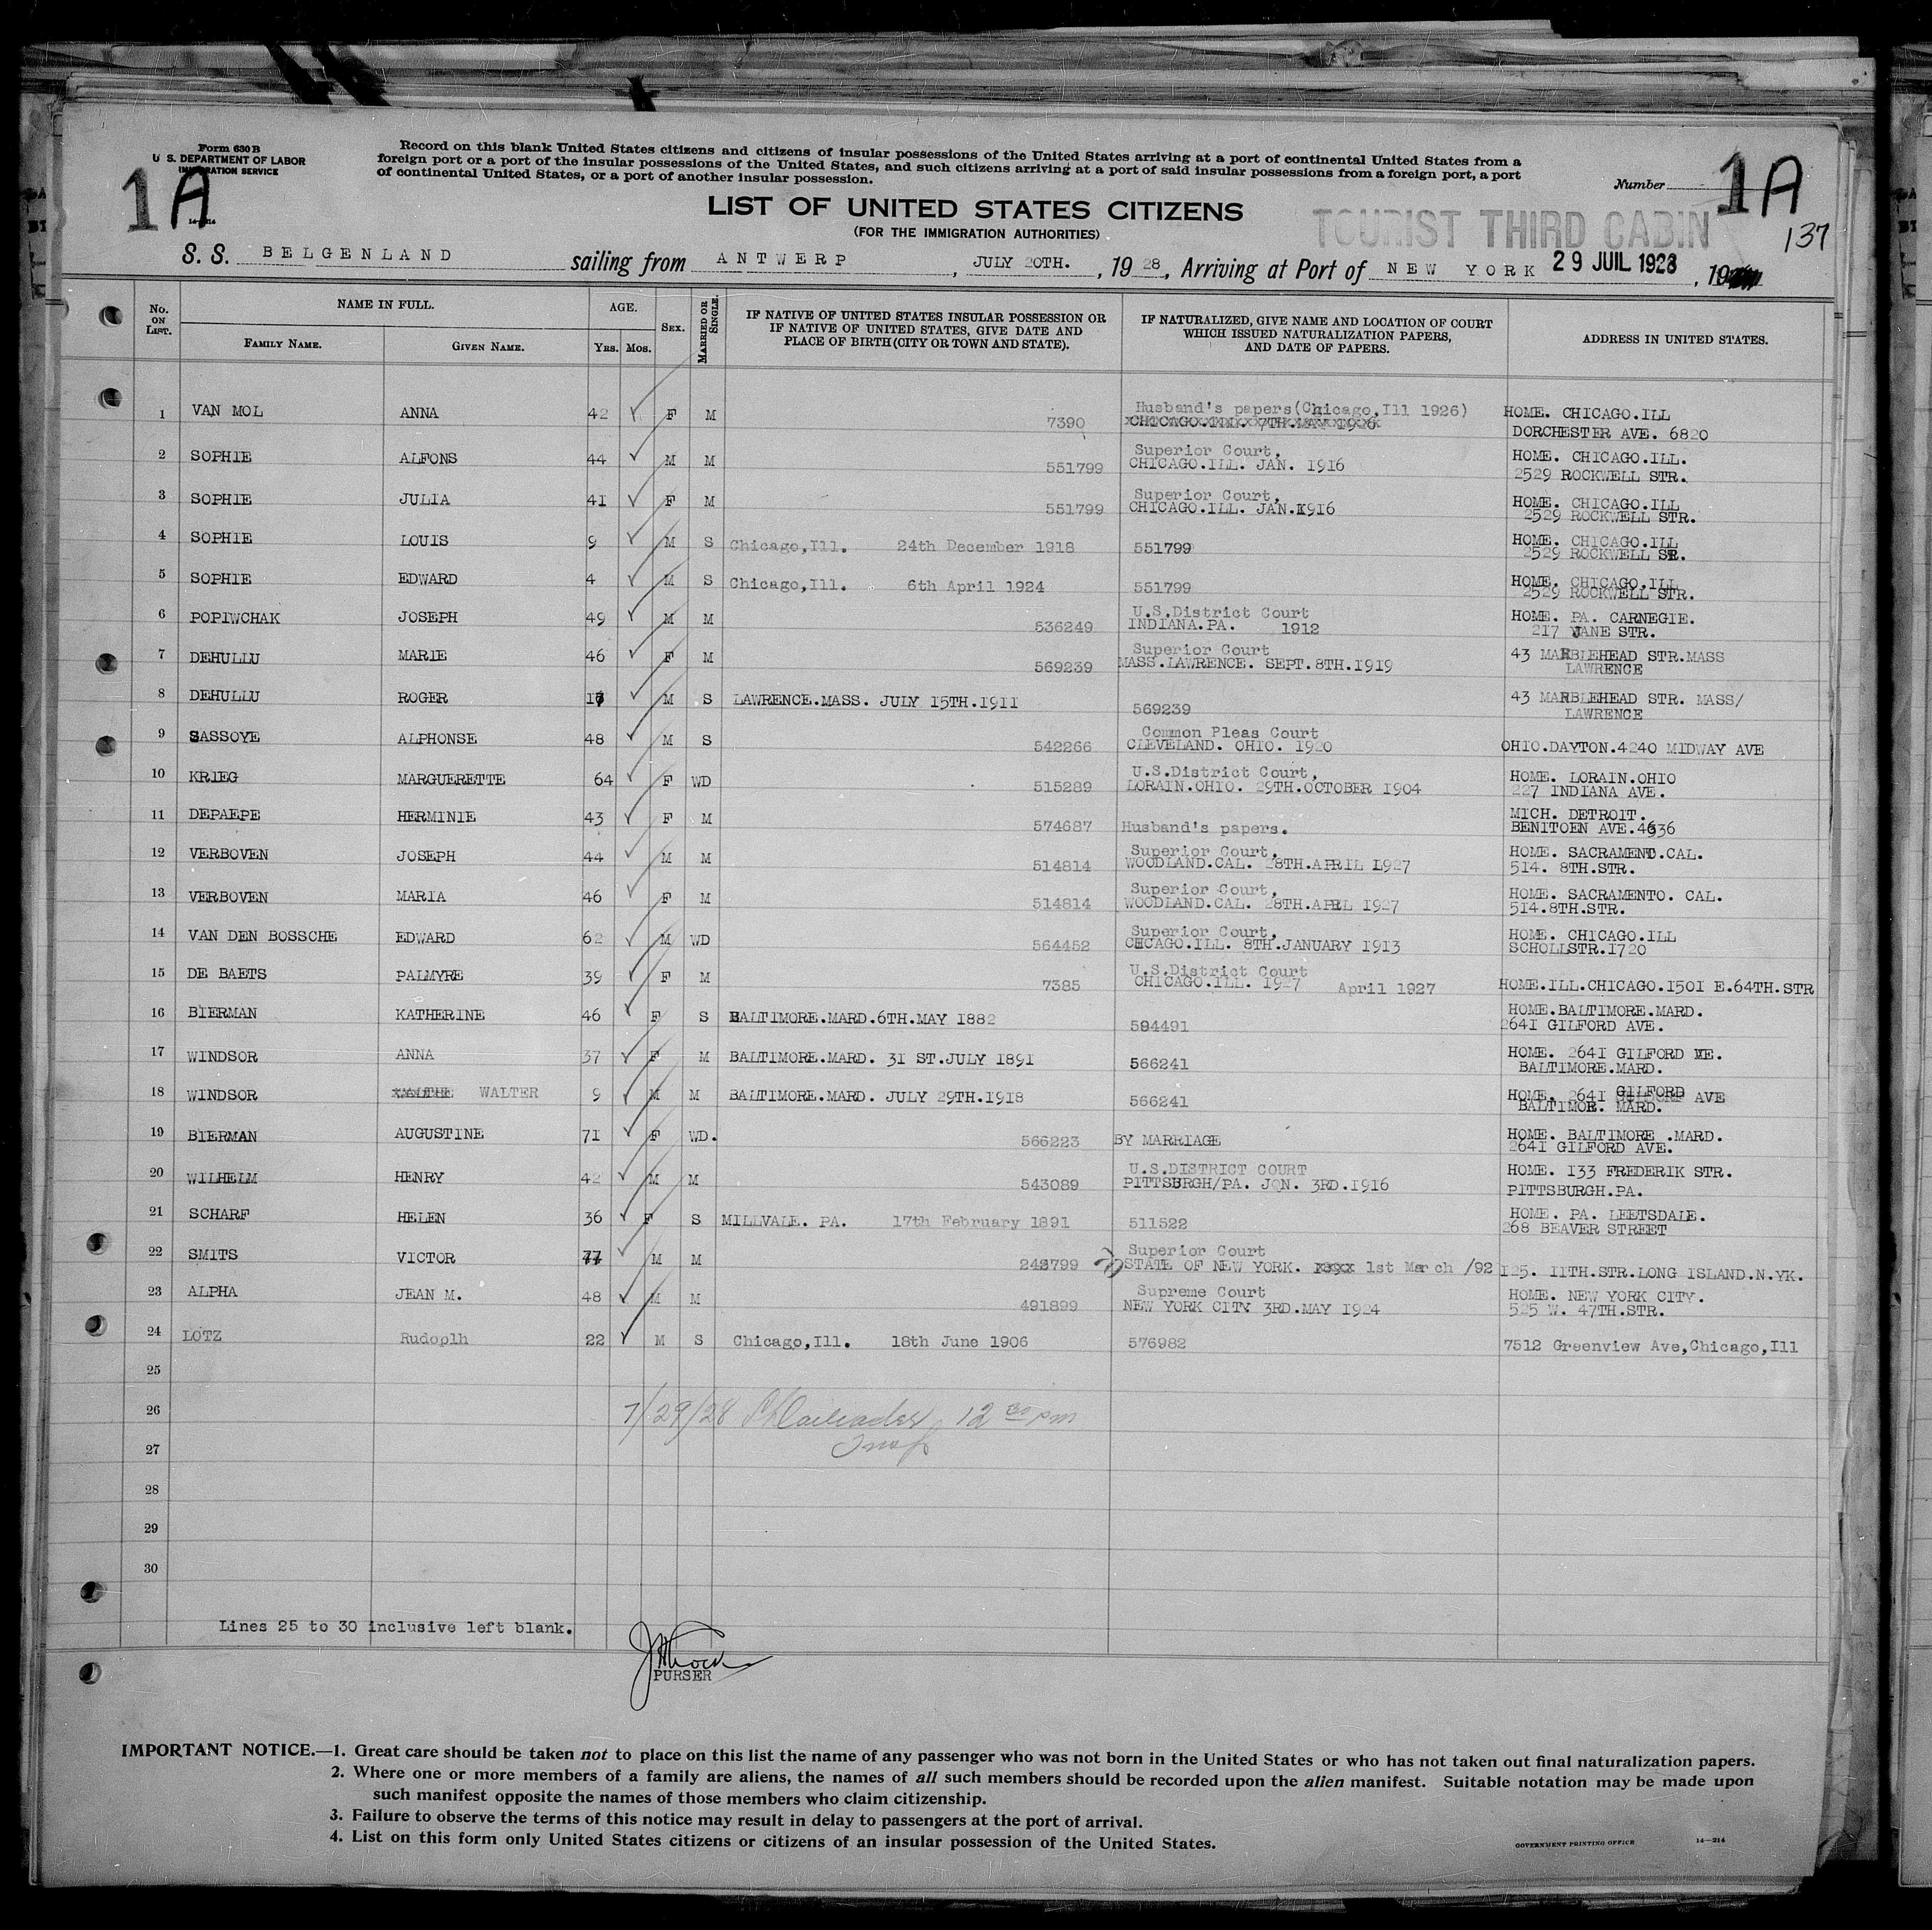 Form 630 B
U S. DEPARTMENT OF LABOR
IMMIGRATION SERVICE
1A
14—214
Record on this blank United States citizens and citizens of insular possessions of the United States arriving at a port of continental United States from a
foreign port or a port of the insular possessions of the United States, and such citizens arriving at a port of said insular possessions from a foreign port, a port
of continental United States, or a port of another insular possession.
Number
1A
137
LIST OF UNITED STATES CITIZENS
(FOR THE IMMIGRATION AUTHORITIES)
TOURIST THIRD CABIN
S. S. BELGENLAND sailing from ANTWERP, JULY 20TH., 19 28, Arriving at Port of NEW YORK 29 JUIL 1928, 19
No. ON LIST.
NAME IN FULL.
FAMILY NAME.
GIVEN NAME.
AGE.
YRS. MOS.
SEX.
MARRIED OR SINGLE.
IF NATIVE OF UNITED STATES INSULAR POSSESSION OR
IF NATIVE OF UNITED STATES, GIVE DATE AND
PLACE OF BIRTH (CITY OR TOWN AND STATE).
IF NATURALIZED, GIVE NAME AND LOCATION OF COURT
WHICH ISSUED NATURALIZATION PAPERS,
AND DATE OF PAPERS.
ADDRESS IN UNITED STATES.
1 VAN MOL ANNA 42 F M 7390 Husband's papers(Chicago,Ill 1926) HOME. CHICAGO.ILL
CHICAGO.ILL. 7TH.MAY 1926 DORCHESTER AVE. 6820
2 SOPHIE ALFONS 44 M M 551799 Superior Court, HOME. CHICAGO.ILL.
CHICAGO.ILL. JAN. 1916 2529 ROCKWELL STR.
3 SOPHIE JULIA 41 F M 551799 Superior Court, HOME. CHICAGO.ILL
CHICAGO.ILL. JAN.1916 2529 ROCKWELL STR.
4 SOPHIE LOUIS 9 M S Chicago,Ill. 24th December 1918 551799 HOME. CHICAGO.ILL
2529 ROCKWELL STR.
5 SOPHIE EDWARD 4 M S Chicago,Ill. 6th April 1924 551799 HOME. CHICAGO.ILL
2529 ROCKWELL STR.
6 POPIWCHAK JOSEPH 49 M M 536249 U.S.District Court HOME. PA. CARNEGIE.
INDIANA.PA. 1912 217 JANE STR.
7 DEHULLU MARIE 46 F M 569239 Superior Court 43 MARBLEHEAD STR.MASS
MASS.LAWRENCE. SEPT.8TH.1919 LAWRENCE
8 DEHULLU ROGER 17 M S LAWRENCE.MASS. JULY 15TH.1911 569239 43 MARBLEHEAD STR. MASS/
LAWRENCE
9 SASSOYE ALPHONSE 48 M S 542266 Common Pleas Court
CLEVELAND. OHIO. 1920 OHIO.DAYTON.4240 MIDWAY AVE
10 KRIEG MARGUERETTE 64 F WD 515289 U.S.District Court, HOME. LORAIN.OHIO
LORAIN.OHIO. 29TH.OCTOBER 1904 227 INDIANA AVE.
11 DEPAEPE HERMINIE 43 F M 574687 Husband's papers. MICH. DETROIT.
BENITOEN AVE.4636
12 VERBOVEN JOSEPH 44 M M 514814 Superior Court, HOME. SACRAMENT.CAL.
WOODLAND.CAL. 28TH.APRIL 1927 514. 8TH.STR.
13 VERBOVEN MARIA 46 F M 514814 Superior Court, HOME. SACRAMENTO. CAL.
WOODLAND.CAL. 28TH.APRL 1927 514.8TH.STR.
14 VAN DEN BOSSCHE EDWARD 62 M WD 564452 Superior Court, HOME. CHICAGO.ILL
CHCAGO.ILL. 8TH.JANUARY 1913 SCHOLLSTR.1720
15 DE BAETS PALMYRE 39 F M 7385 U.S.District Court
CHICAGO.ILL. 1927 April 1927 HOME.ILL.CHICAGO.1501 E.64TH.STR
16 BIERMAN KATHERINE 46 F S BALTIMORE.MARD.6TH.MAY 1882 594491 HOME.BALTIMORE.MARD.
2641 GILFORD AVE.
17 WINDSOR ANNA 37 F M BALTIMORE.MARD. 31 ST.JULY 1891 566241 HOME. 2641 GILFORD VE.
BALTIMORE.MARD.
18 WINDSOR WALTER 9 M M BALTIMORE.MARD. JULY 29TH.1918 566241 HOME. 2641 GILFORD AVE
BALTIMOR. MARD.
19 BIERMAN AUGUSTINE 71 F WD. 566223 BY MARRIAGE HOME. BALTIMORE .MARD.
2641 GILFORD AVE.
20 WILHELM HENRY 42 M M 543089 U.S.DISTRICT COURT HOME. 133 FREDERIK STR.
PITTSBURGH/PA. JQN. 3RD.1916 PITTSBURGH.PA.
21 SCHARF HELEN 36 F S MILLVALE. PA. 17th February 1891 511522 HOME. PA. LEETSDALE.
268 BEAVER STREET
22 SMITS VICTOR 77 M M 248799 Superior Court
STATE OF NEW YORK. 1st March /92 125. 11TH.STR.LONG ISLAND.N.YK.
23 ALPHA JEAN M. 48 M M 491899 Supreme Court HOME. NEW YORK CITY.
NEW YORK CITY 3RD.MAY 1924 525 W. 47TH.STR.
24 LOTZ Rudoplh 22 M S Chicago,Ill. 18th June 1906 576982 7512 Greenview Ave,Chicago,Ill
25
26
7/29/28 12 30 pm
Insp
27
28
29
30
Lines 25 to 30 inclusive left blank.
PURSER
IMPORTANT NOTICE.—1. Great care should be taken not to place on this list the name of any passenger who was not born in the United States or who has not taken out final naturalization papers.
2. Where one or more members of a family are aliens, the names of all such members should be recorded upon the alien manifest. Suitable notation may be made upon
such manifest opposite the names of those members who claim citizenship.
3. Failure to observe the terms of this notice may result in delay to passengers at the port of arrival.
4. List on this form only United States citizens or citizens of an insular possession of the United States.
GOVERNMENT PRINTING OFFICE 14—214